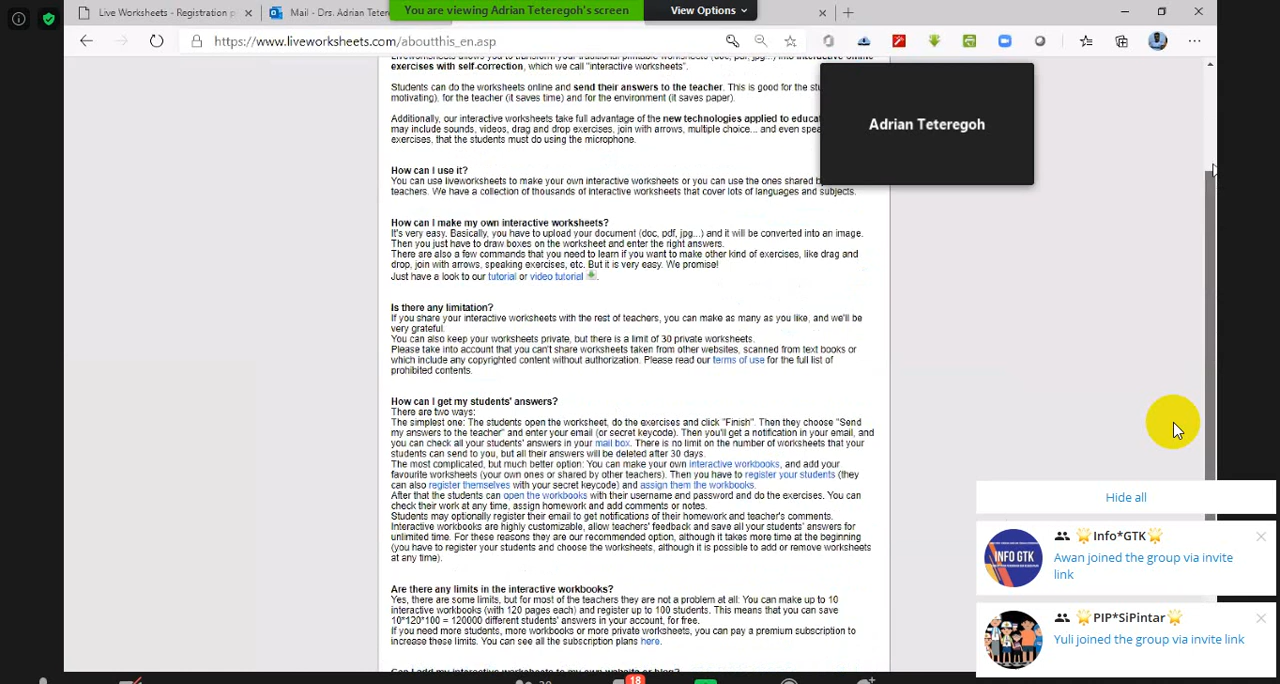 Live Worksheets - Registration p
Mail - Drs. Adrian Teter
You are viewing Adrian Teteregoh's screen
View Options
https://www.liveworksheets.com/aboutthis_en.asp
exercises with self-correction, which we call "interactive worksheets".
Students can do the worksheets online and send their answers to the teacher. This is good for the stu
motivating), for the teacher (it saves time) and for the environment (it saves paper).
Additionally, our interactive worksheets take full advantage of the new technologies applied to educat
may include sounds, videos, drag and drop exercises, join with arrows, multiple choice... and even spea
exercises, that the students must do using the microphone.
Adrian Teteregoh
How can I use it?
You can use liveworksheets to make your own interactive worksheets or you can use the ones shared by
teachers. We have a collection of thousands of interactive worksheets that cover lots of languages and subjects.
How can I make my own interactive worksheets?
It's very easy. Basically, you have to upload your document (doc, pdf, jpg...) and it will be converted into an image.
Then you just have to draw boxes on the worksheet and enter the right answers.
There are also a few commands that you need to learn if you want to make other kind of exercises, like drag and
drop, join with arrows, speaking exercises, etc. But it is very easy. We promise!
Just have a look to our tutorial or video tutorial
Is there any limitation?
If you share your interactive worksheets with the rest of teachers, you can make as many as you like, and we'll be
very grateful.
You can also keep your worksheets private, but there is a limit of 30 private worksheets.
Please take into account that you can't share worksheets taken from other websites, scanned from text books or
which include any copyrighted content without authorization. Please read our terms of use for the full list of
prohibited contents.
How can I get my students' answers?
There are two ways:
The simplest one: The students open the worksheet, do the exercises and click "Finish". Then they choose "Send
my answers to the teacher" and enter your email (or secret keycode). Then you'll get a notification in your email, and
you can check all your students' answers in your mail box. There is no limit on the number of worksheets that your
students can send to you, but all their answers will be deleted after 30 days.
The most complicated, but much better option: You can make your own interactive workbooks, and add your
favourite worksheets (your own ones or shared by other teachers). Then you have to register your students (they
can also register themselves with your secret keycode) and assign them the workbooks.
After that the students can open the workbooks with their username and password and do the exercises. You can
check their work at any time, assign homework and add comments or notes.
Students may optionally register their email to get notifications of their homework and teacher's comments.
Interactive workbooks are highly customizable, allow teachers' feedback and save all your students' answers for
unlimited time. For these reasons they are our recommended option, although it takes more time at the beginning
(you have to register your students and choose the worksheets, although it is possible to add or remove worksheets
at any time).
Are there any limits in the interactive workbooks?
Yes, there are some limits, but for most of the teachers they are not a problem at all: You can make up to 10
interactive workbooks (with 120 pages each) and register up to 100 students. This means that you can save
10*120*100 = 120000 different students' answers in your account, for free.
If you need more students, more workbooks or more private worksheets, you can pay a premium subscription to
increase these limits. You can see all the subscription plans here.
Hide all
INFO GTK
Info*GTK
Awan joined the group via invite
link
PIP*SiPintar
Yuli joined the group via invite link
18